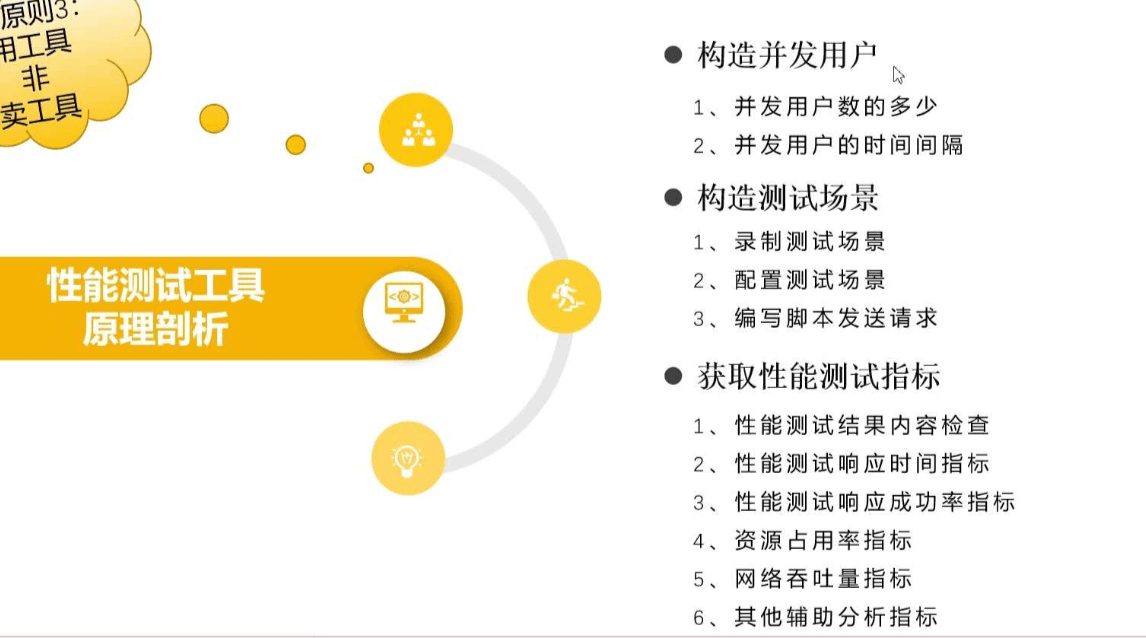 原则3：
用工具
非
卖工具
性能测试工具
原理剖析
● 构造并发用户
1、并发用户数的多少
2、并发用户的时间间隔
● 构造测试场景
1、录制测试场景
2、配置测试场景
3、编写脚本发送请求
● 获取性能测试指标
1、性能测试结果内容检查
2、性能测试响应时间指标
3、性能测试响应成功率指标
4、资源占用率指标
5、网络吞吐量指标
6、其他辅助分析指标